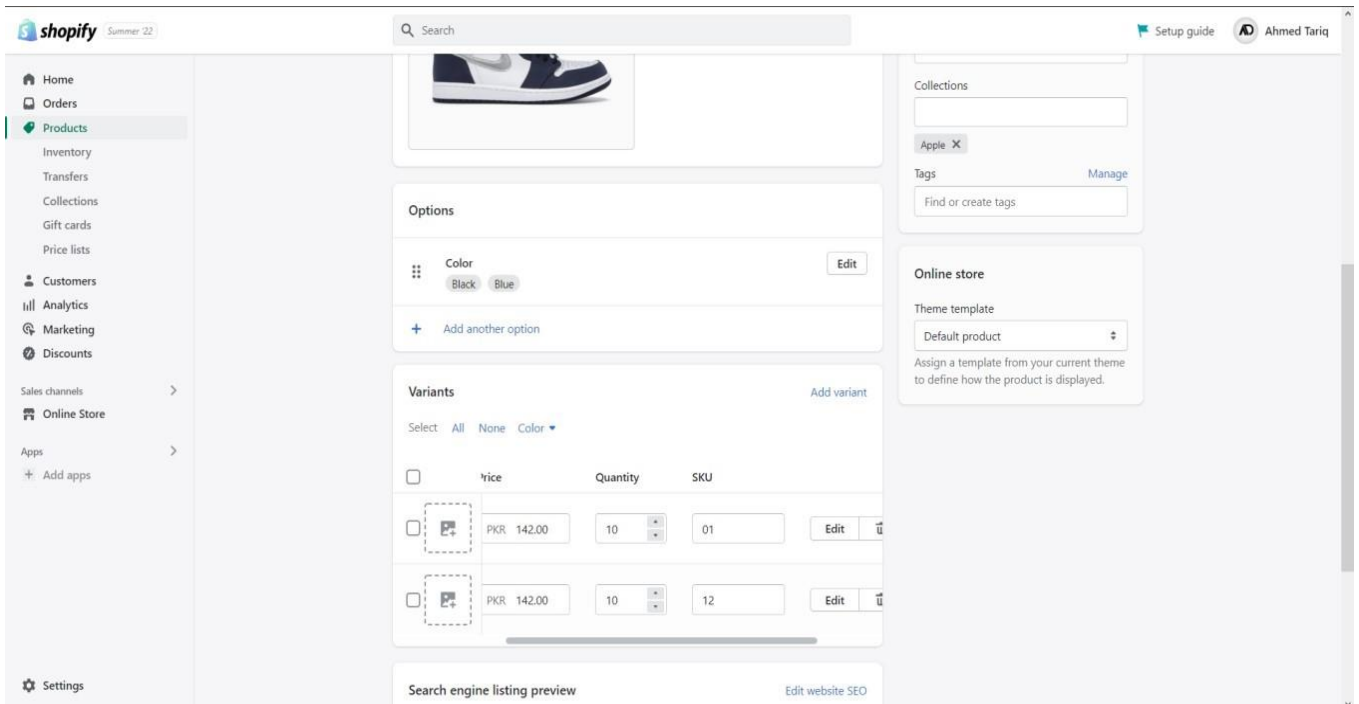 shopify Summer '22
Search
Setup guide
AD Ahmed Tariq
Home
Orders
Products
Inventory
Transfers
Collections
Gift cards
Price lists
Customers
Analytics
Marketing
Discounts
Sales channels
Online Store
Apps
+ Add apps
Settings
Options
Color
Edit
Black Blue
+ Add another option
Variants
Add variant
Select All None Color
rice Quantity SKU
PKR 142.00 10 01 Edit
PKR 142.00 10 12 Edit
Search engine listing preview
Edit website SEO
Collections
Apple X
Tags Manage
Find or create tags
Online store
Theme template
Default product
Assign a template from your current theme
to define how the product is displayed.